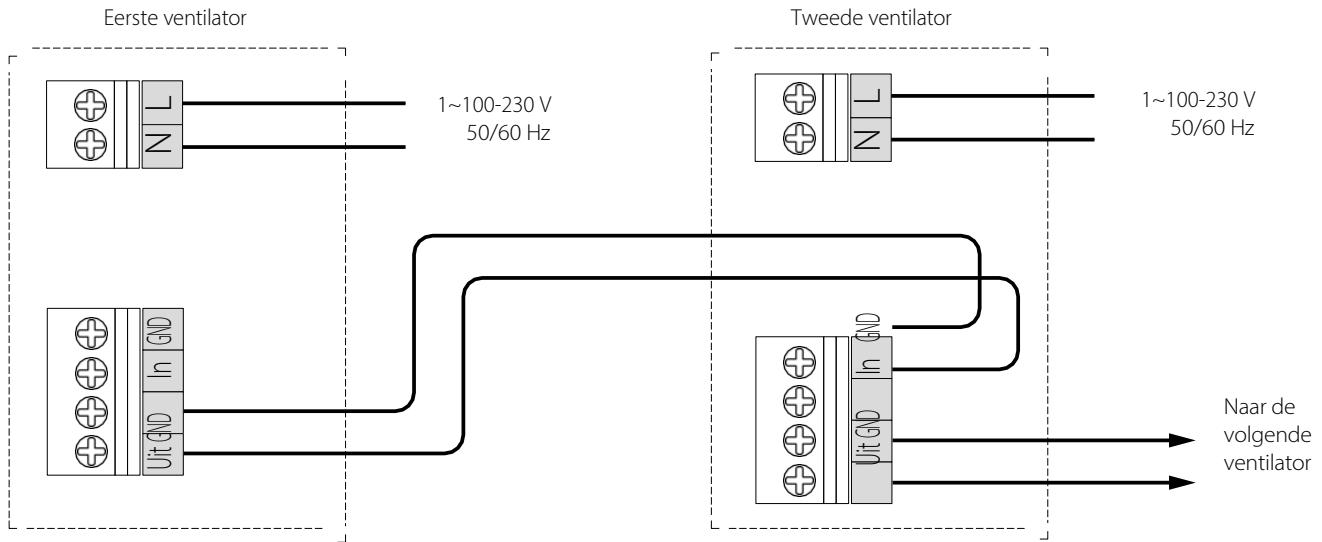 Eerste ventilator
Tweede ventilator
L
N
1~100-230 V
50/60 Hz
L
N
1~100-230 V
50/60 Hz
GND
In
GND
Uit
GND
In
GND
Uit
Naar de
volgende
ventilator